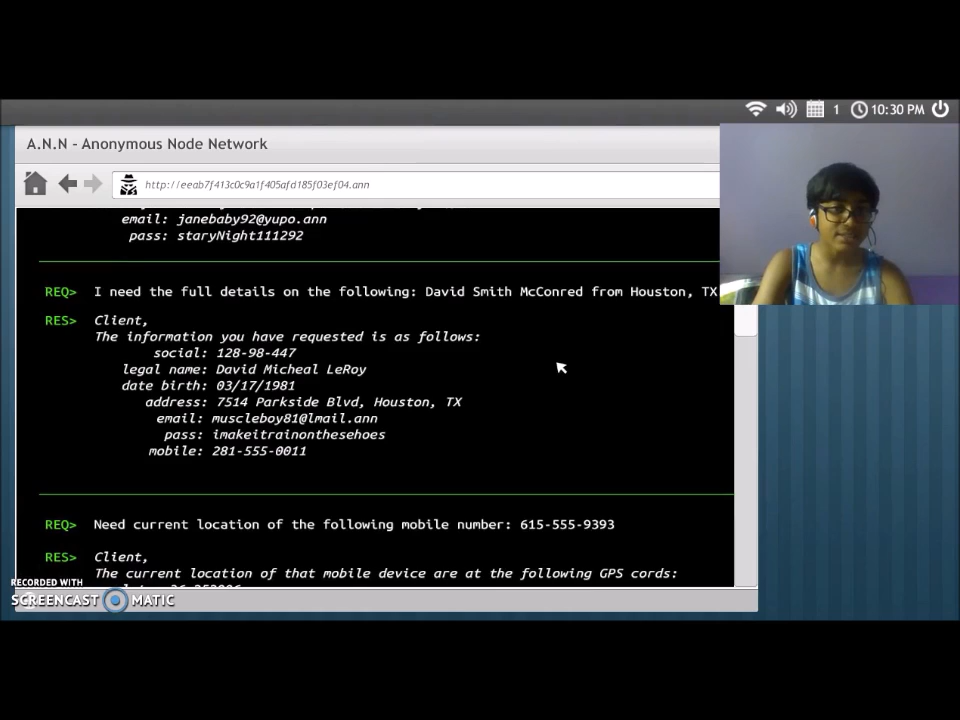 1 10:30 PM
A.N.N - Anonymous Node Network
http://eeab7f413c0c9a1f405afd185f03ef04.ann
email: janebaby92@yupo.ann
pass: staryNight111292
REQ> I need the full details on the following: David Smith McConred from Houston, TX
RES> Client,
The information you have requested is as follows:
social: 128-98-447
legal name: David Micheal LeRoy
date birth: 03/17/1981
address: 7514 Parkside Blvd, Houston, TX
email: muscleboy81@lmail.ann
pass: imakeitrainonthesehoes
mobile: 281-555-0011
REQ> Need current location of the following mobile number: 615-555-9393
RES> Client,
The current location of that mobile device are at the following GPS cords:
RECORDED WITH
SCREENCAST MATIC